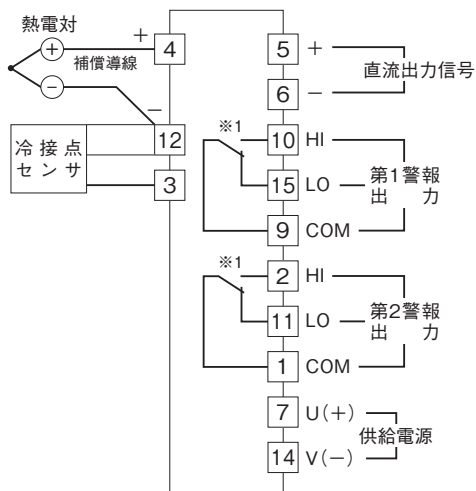 熱電対
+
4
補償導線
+
−
−
12
冷接点
センサ
3
5
+
直流出力信号
6
−
※1
10
HI
第1警報
出力
15
LO
9
COM
※1
2
HI
第2警報
出力
11
LO
1
COM
7
U(+)
供給電源
14
V(−)